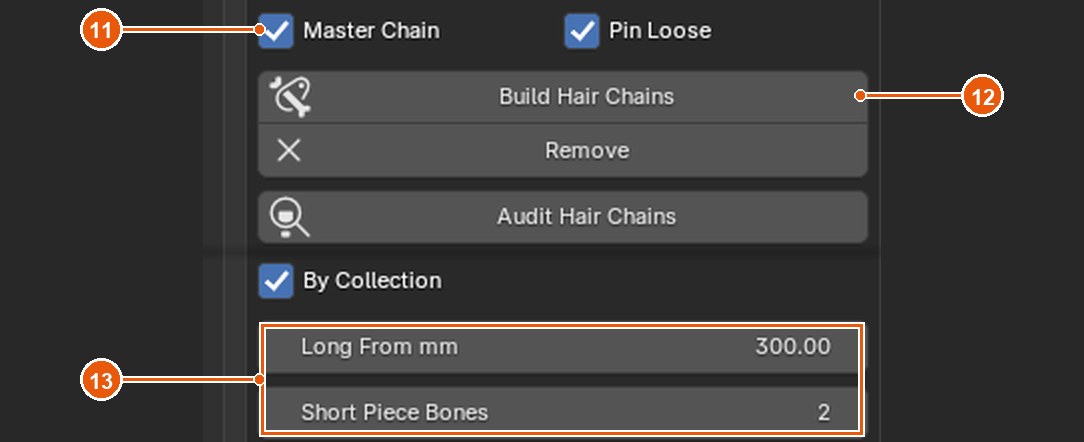 11 Master Chain Pin Loose
Build Hair Chains 12
Remove
Audit Hair Chains
By Collection
Long From mm 300.00
13
Short Piece Bones 2